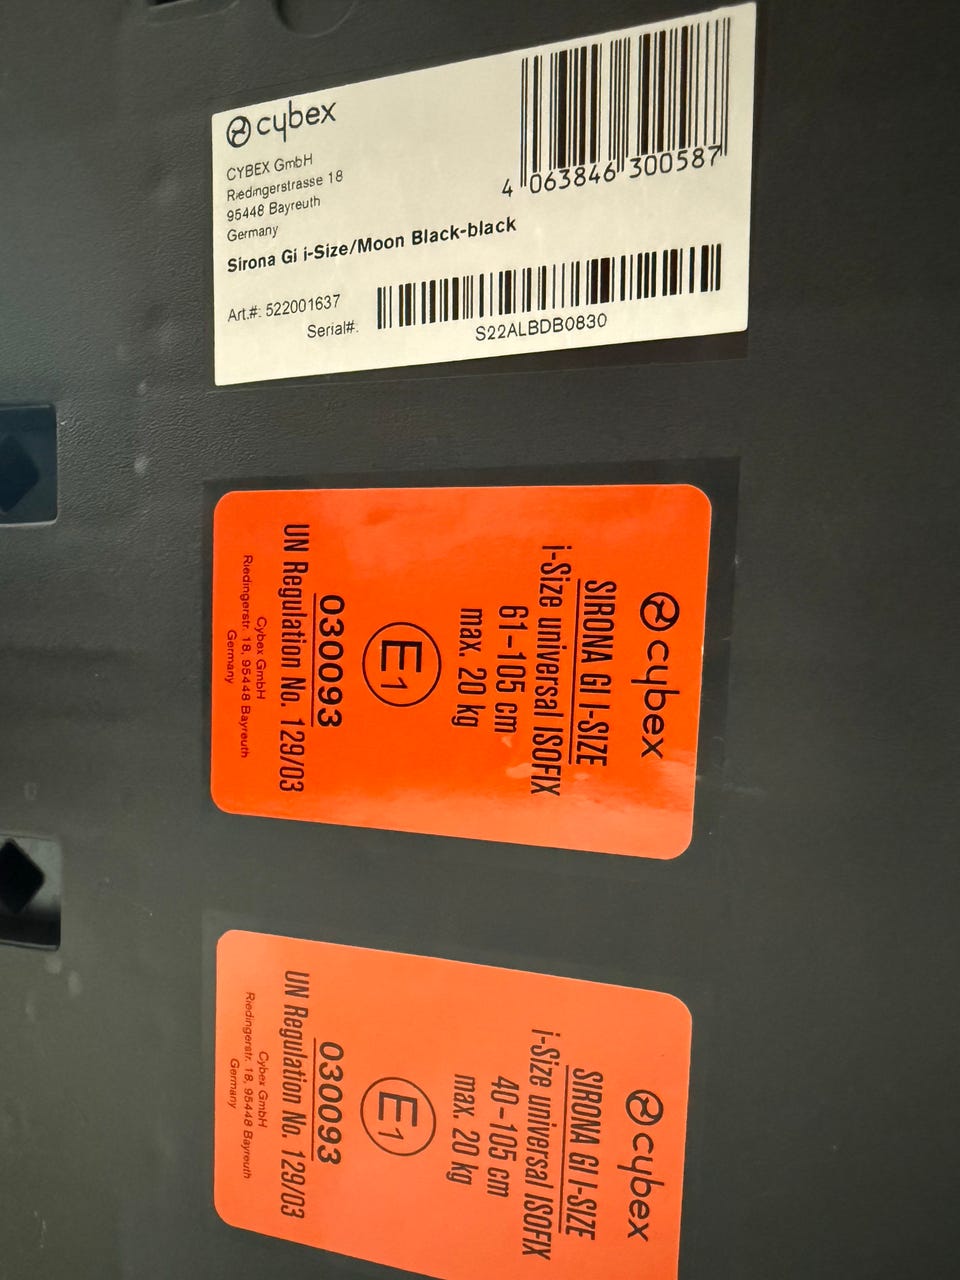 cybex
CYBEX GmbH
Riedingerstrasse 18
95448 Bayreuth
Germany
Sirona Gi i-Size/Moon Black-black
4 063846 300587
Art.#: 522001637
Serial#:
S22ALBDB0830
cybex
SIRONA GI I-SIZE
i-Size universal ISOFIX
61-105 cm
max. 20 kg
E1
030093
UN Regulation No. 129/03
Cybex GmbH
Riedingerstr. 18, 95448 Bayreuth
Germany
cybex
SIRONA GI I-SIZE
i-Size universal ISOFIX
40-105 cm
max. 20 kg
E1
030093
UN Regulation No. 129/03
Cybex GmbH
Riedingerstr. 18, 95448 Bayreuth
Germany